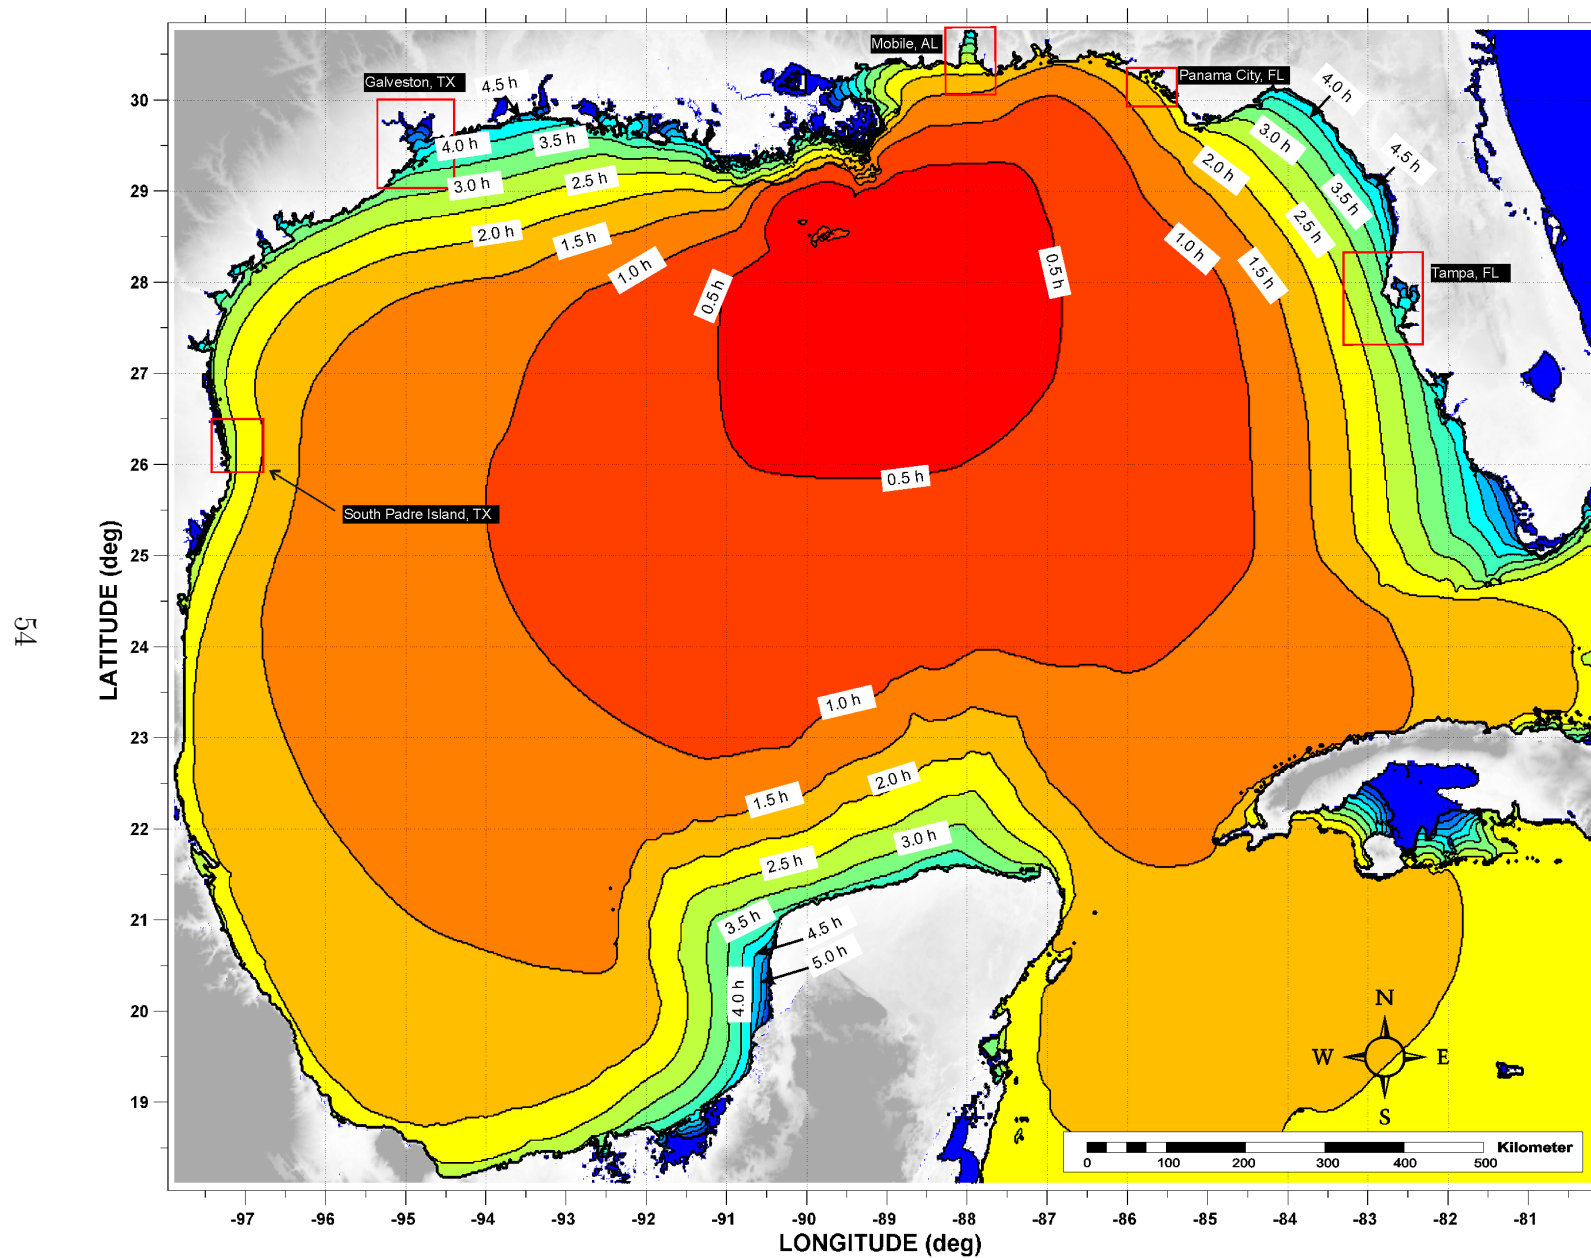 Mobile, AL
Galveston, TX
4.5 h
Panama City, FL
4.0 h
30
4.0 h
3.5 h
3.0 h
4.5 h
2.0 h
29
3.0 h
2.5 h
3.5 h
2.0 h
1.5 h
2.5 h
1.0 h
1.0 h
1.5 h
0.5 h
0.5 h
Tampa, FL
28
27
26
0.5 h
South Padre Island, TX
25
LATITUDE (deg)
54
24
1.0 h
23
2.0 h
1.5 h
22
3.0 h
2.5 h
21
3.5 h
4.5 h
5.0 h
4.0 h
20
N
W
E
S
19
Kilometer
0 100 200 300 400 500
-97 -96 -95 -94 -93 -92 -91 -90 -89 -88 -87 -86 -85 -84 -83 -82 -81
LONGITUDE (deg)